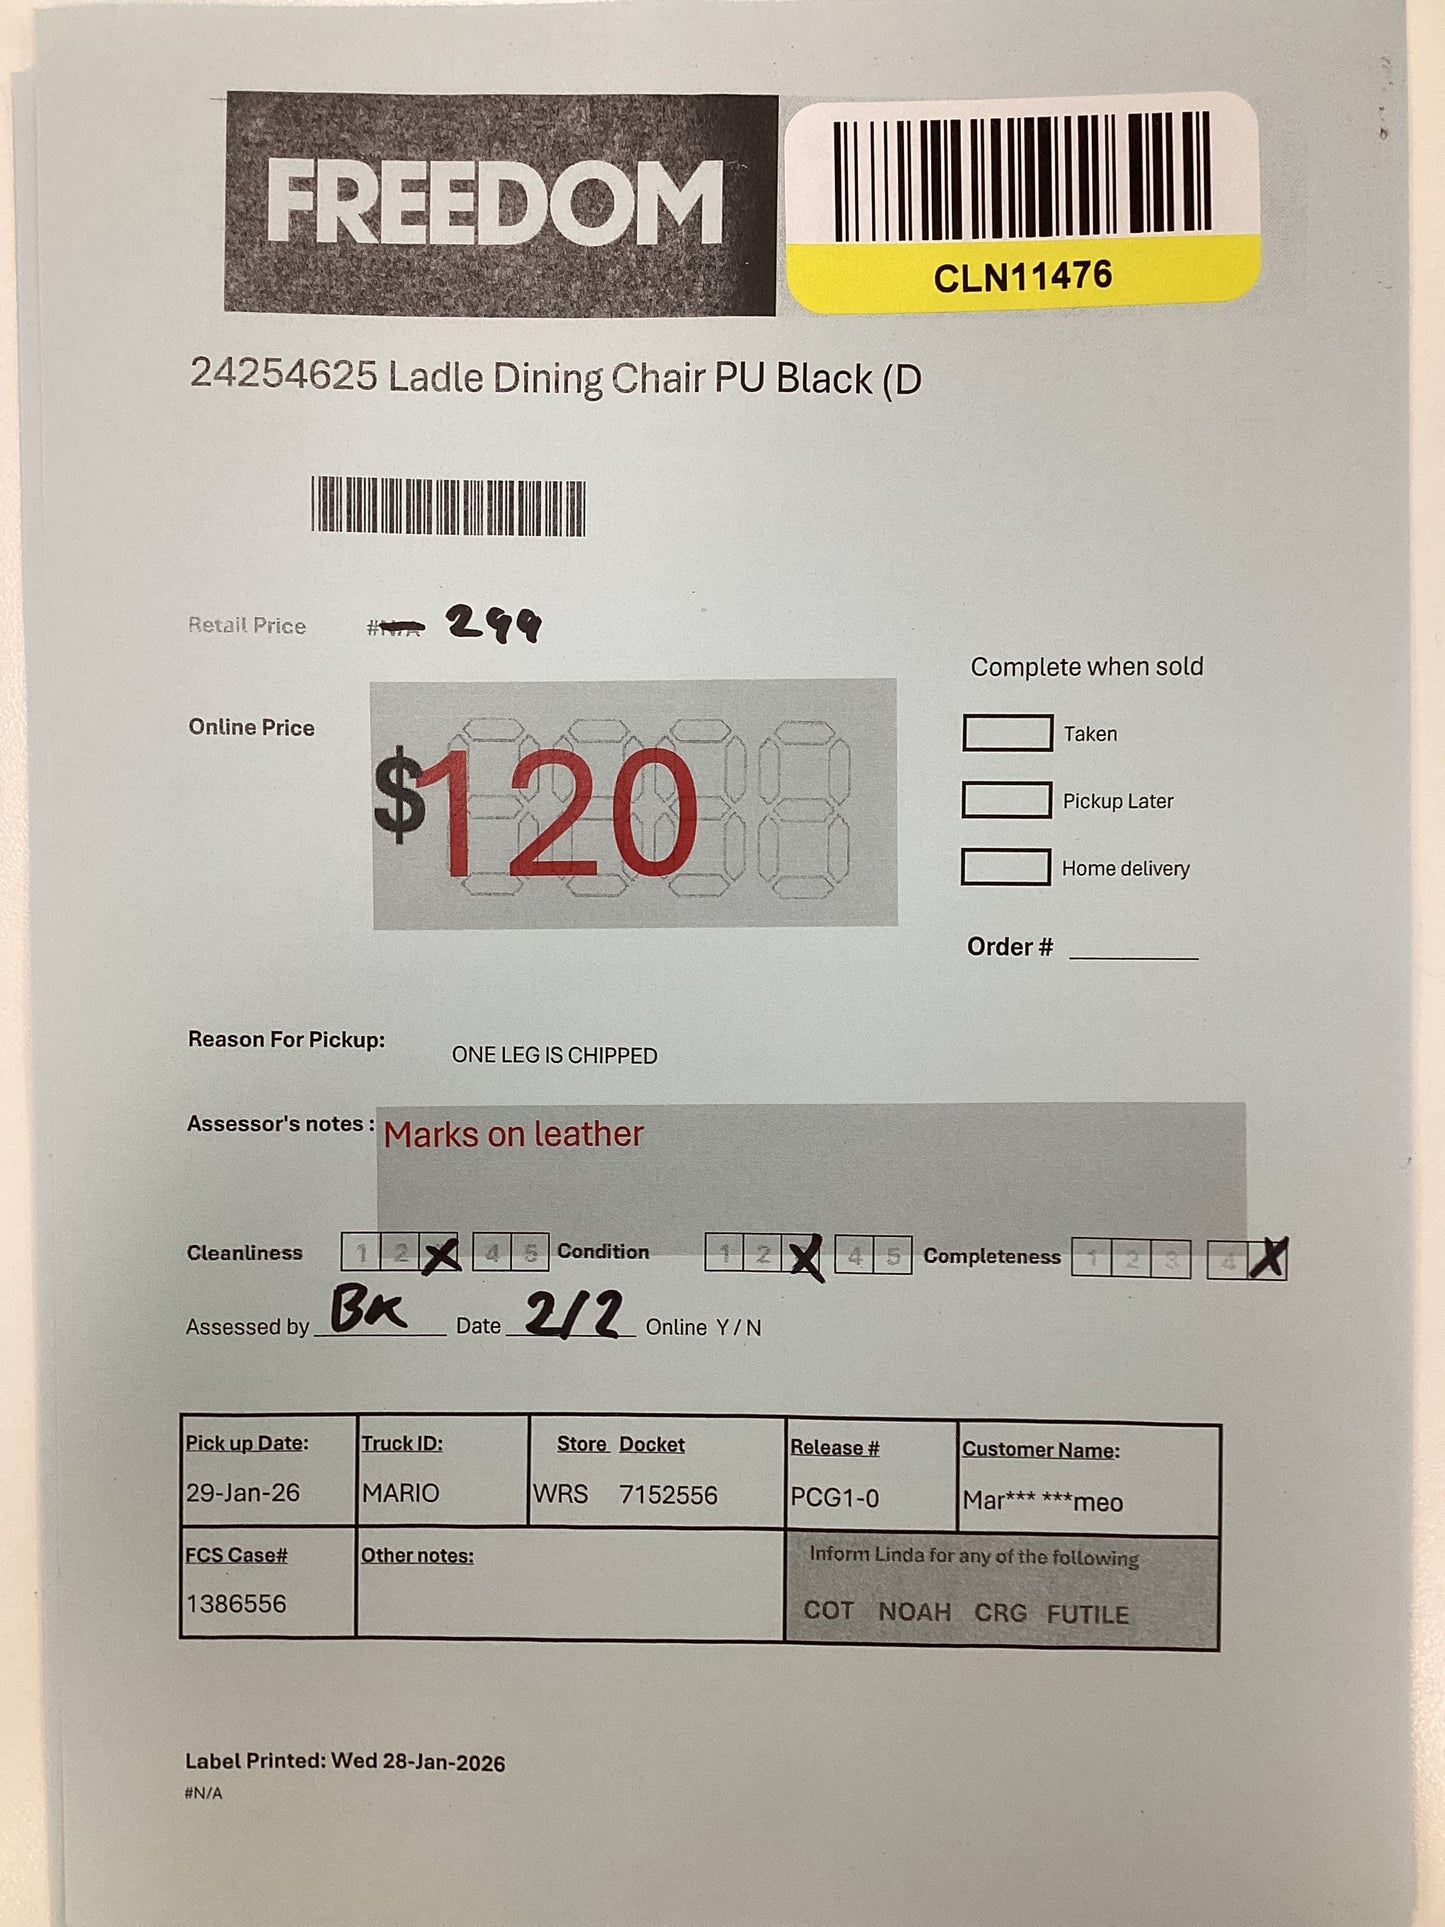 FREEDOM
CLN11476
24254625 Ladle Dining Chair PU Black (D
Retail Price #N/A 299
Complete when sold
Online Price $120
Taken
Pickup Later
Home delivery
Order #
Reason For Pickup: ONE LEG IS CHIPPED
Assessor's notes : Marks on leather
Cleanliness 1 2 X 4 5 Condition 1 2 X 4 5 Completeness 1 2 3 4 X
Assessed by BK Date 2/2 Online Y / N
Pick up Date: Truck ID: Store Docket Release # Customer Name:
29-Jan-26 MARIO WRS 7152556 PCG1-0 Mar*** ***meo
FCS Case# Other notes: Inform Linda for any of the following
1386556 COT NOAH CRG FUTILE
Label Printed: Wed 28-Jan-2026
#N/A